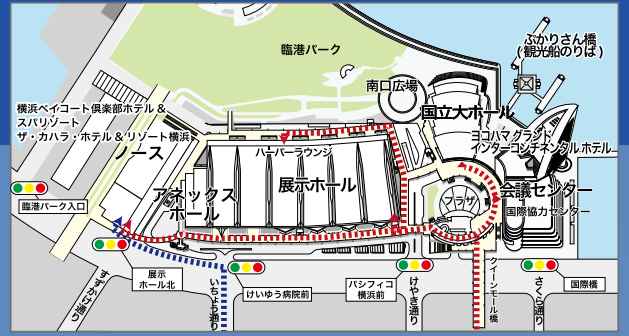 臨港パーク
ぷかりさん橋
(観光船のりば)
南口広場
横浜ベイコート倶楽部ホテル &
スパリゾート
ザ・カハラ・ホテル & リゾート横浜
国立大ホール
ヨコハマ グランド
インターコンチネンタル ホテル
ノース
ハーバーラウンジ
アネックス
ホール
展示ホール
プラザ
会議センター
国際協力センター
臨港パーク入口
展示
ホール北
けいゆう病院前
パシフィコ
横浜前
国際橋
すずかけ通り
いちょう通り
けやき通り
クイーンモール橋
さくら通り